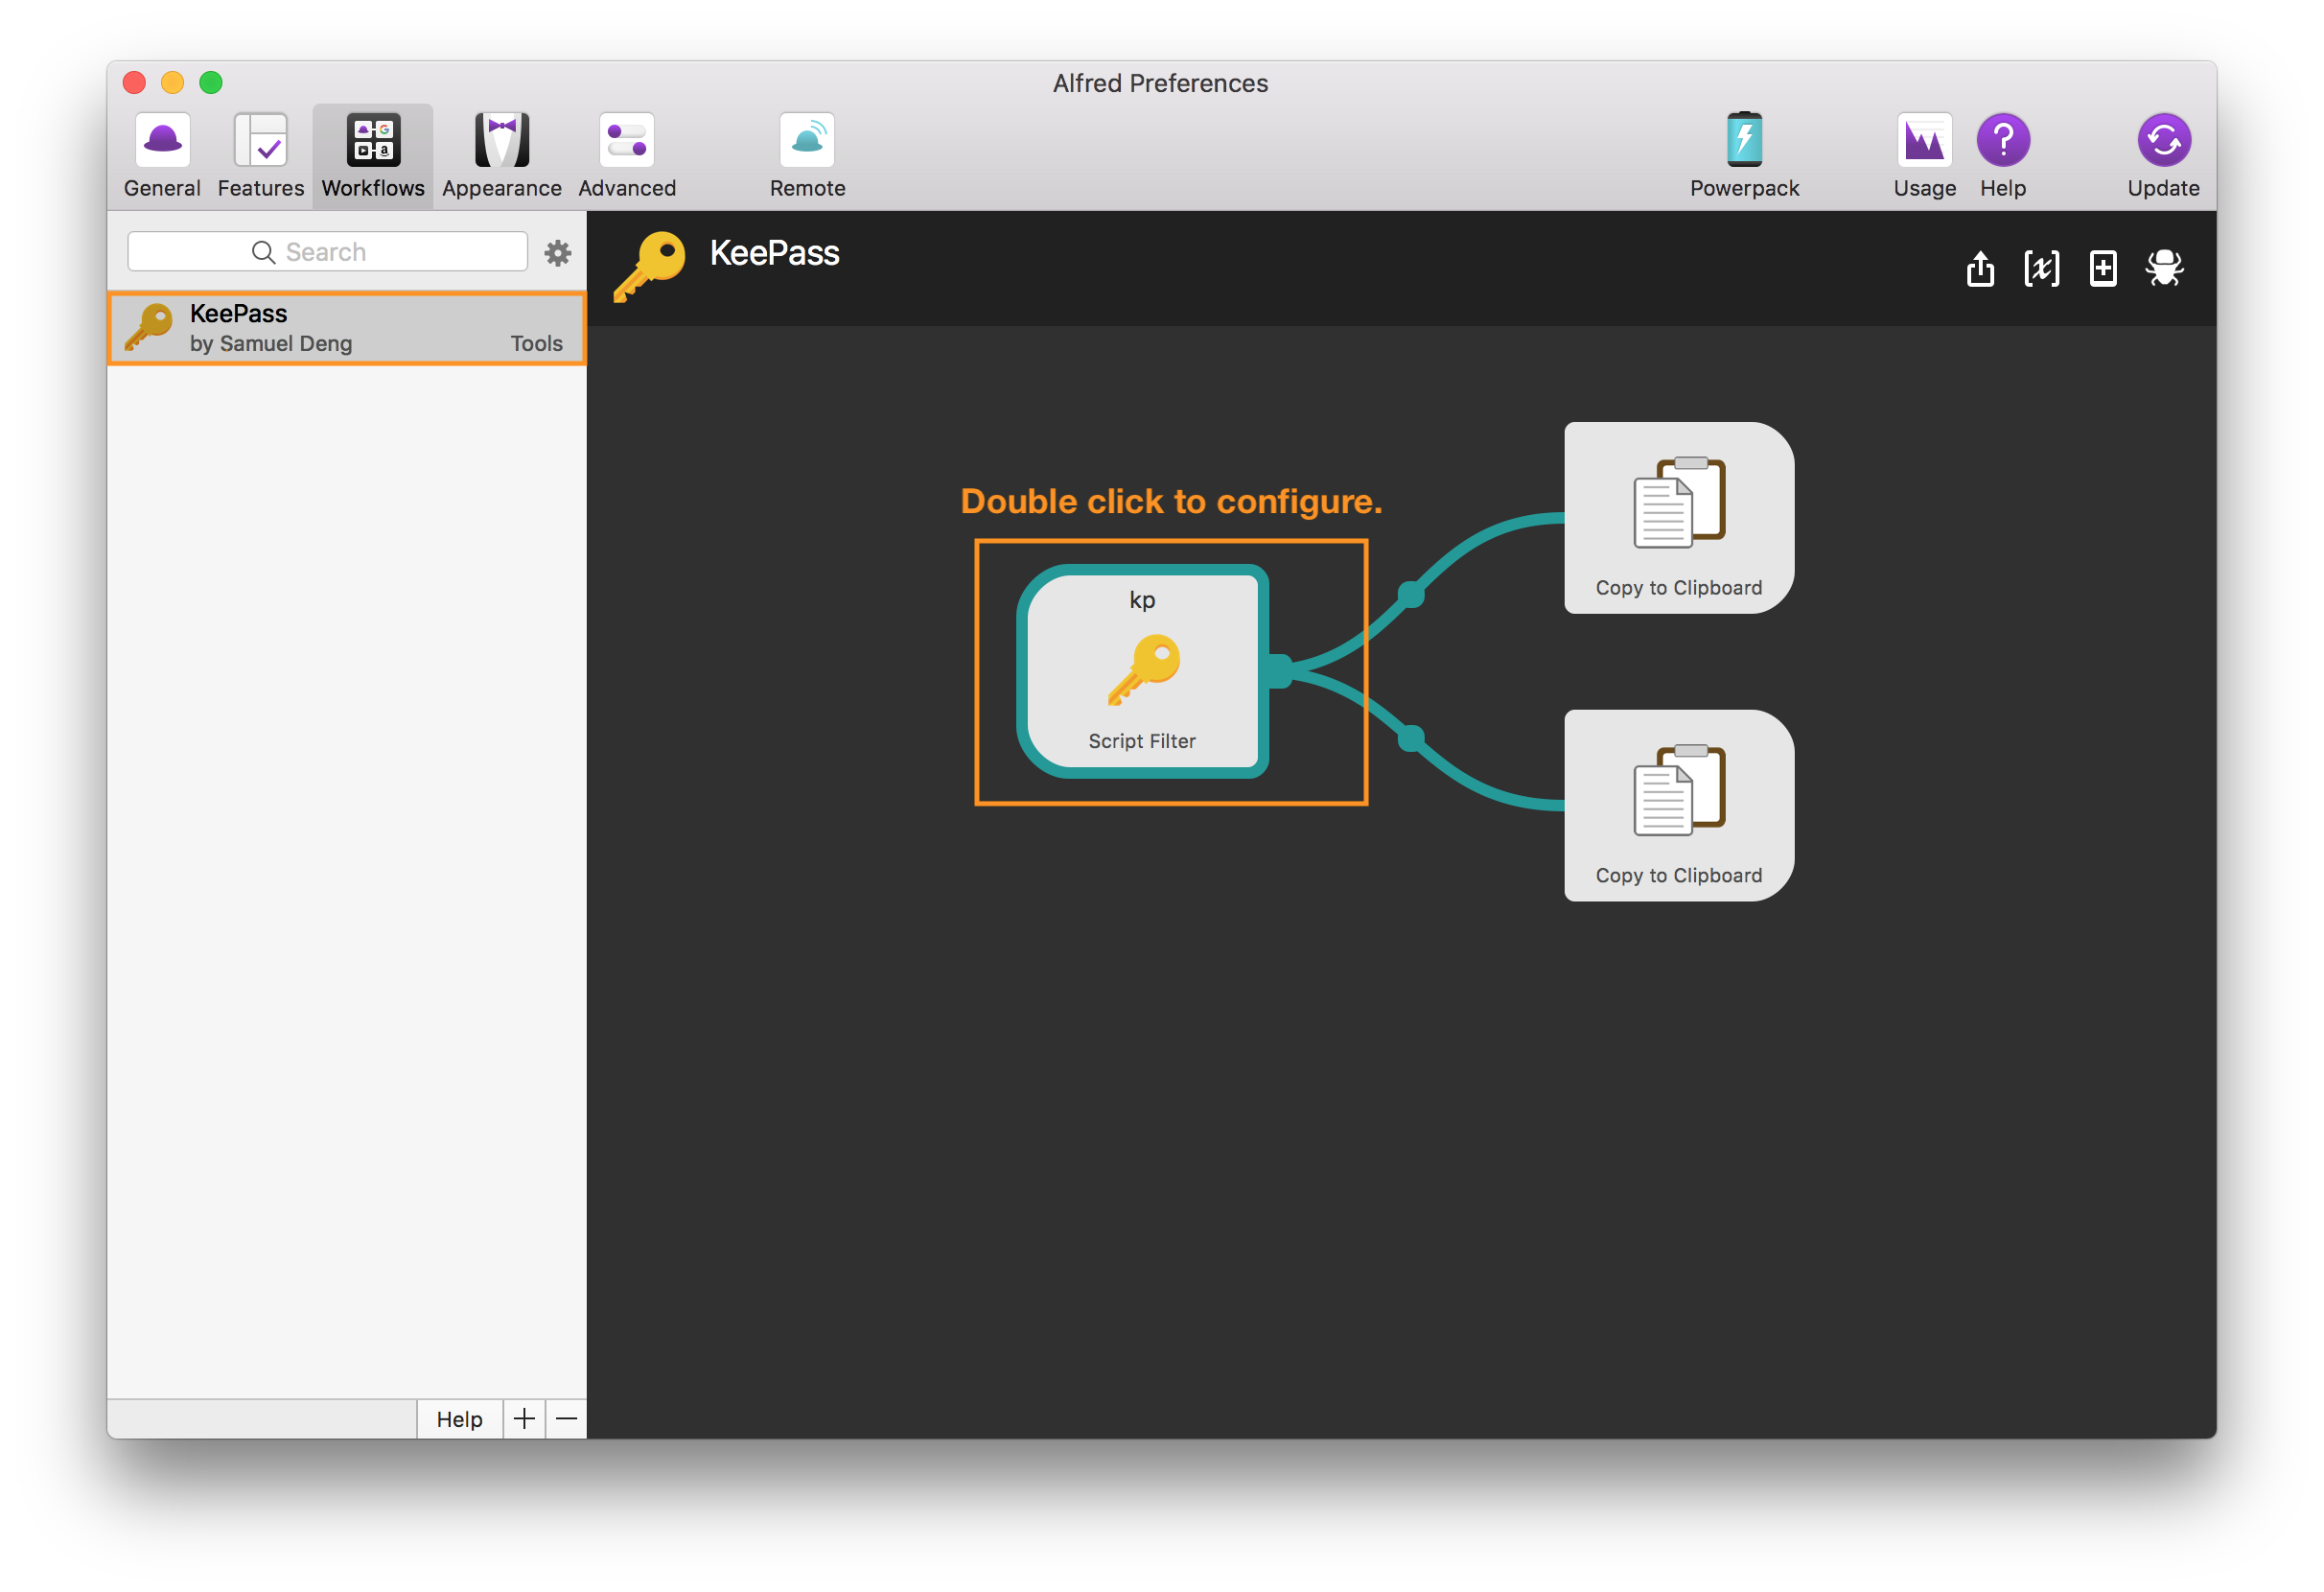 Alfred Preferences
General Features Workflows Appearance Advanced Remote Powerpack Usage Help Update
Search
KeePass
by Samuel Deng Tools
KeePass
Double click to configure.
kp
Script Filter
Copy to Clipboard
Copy to Clipboard
Help